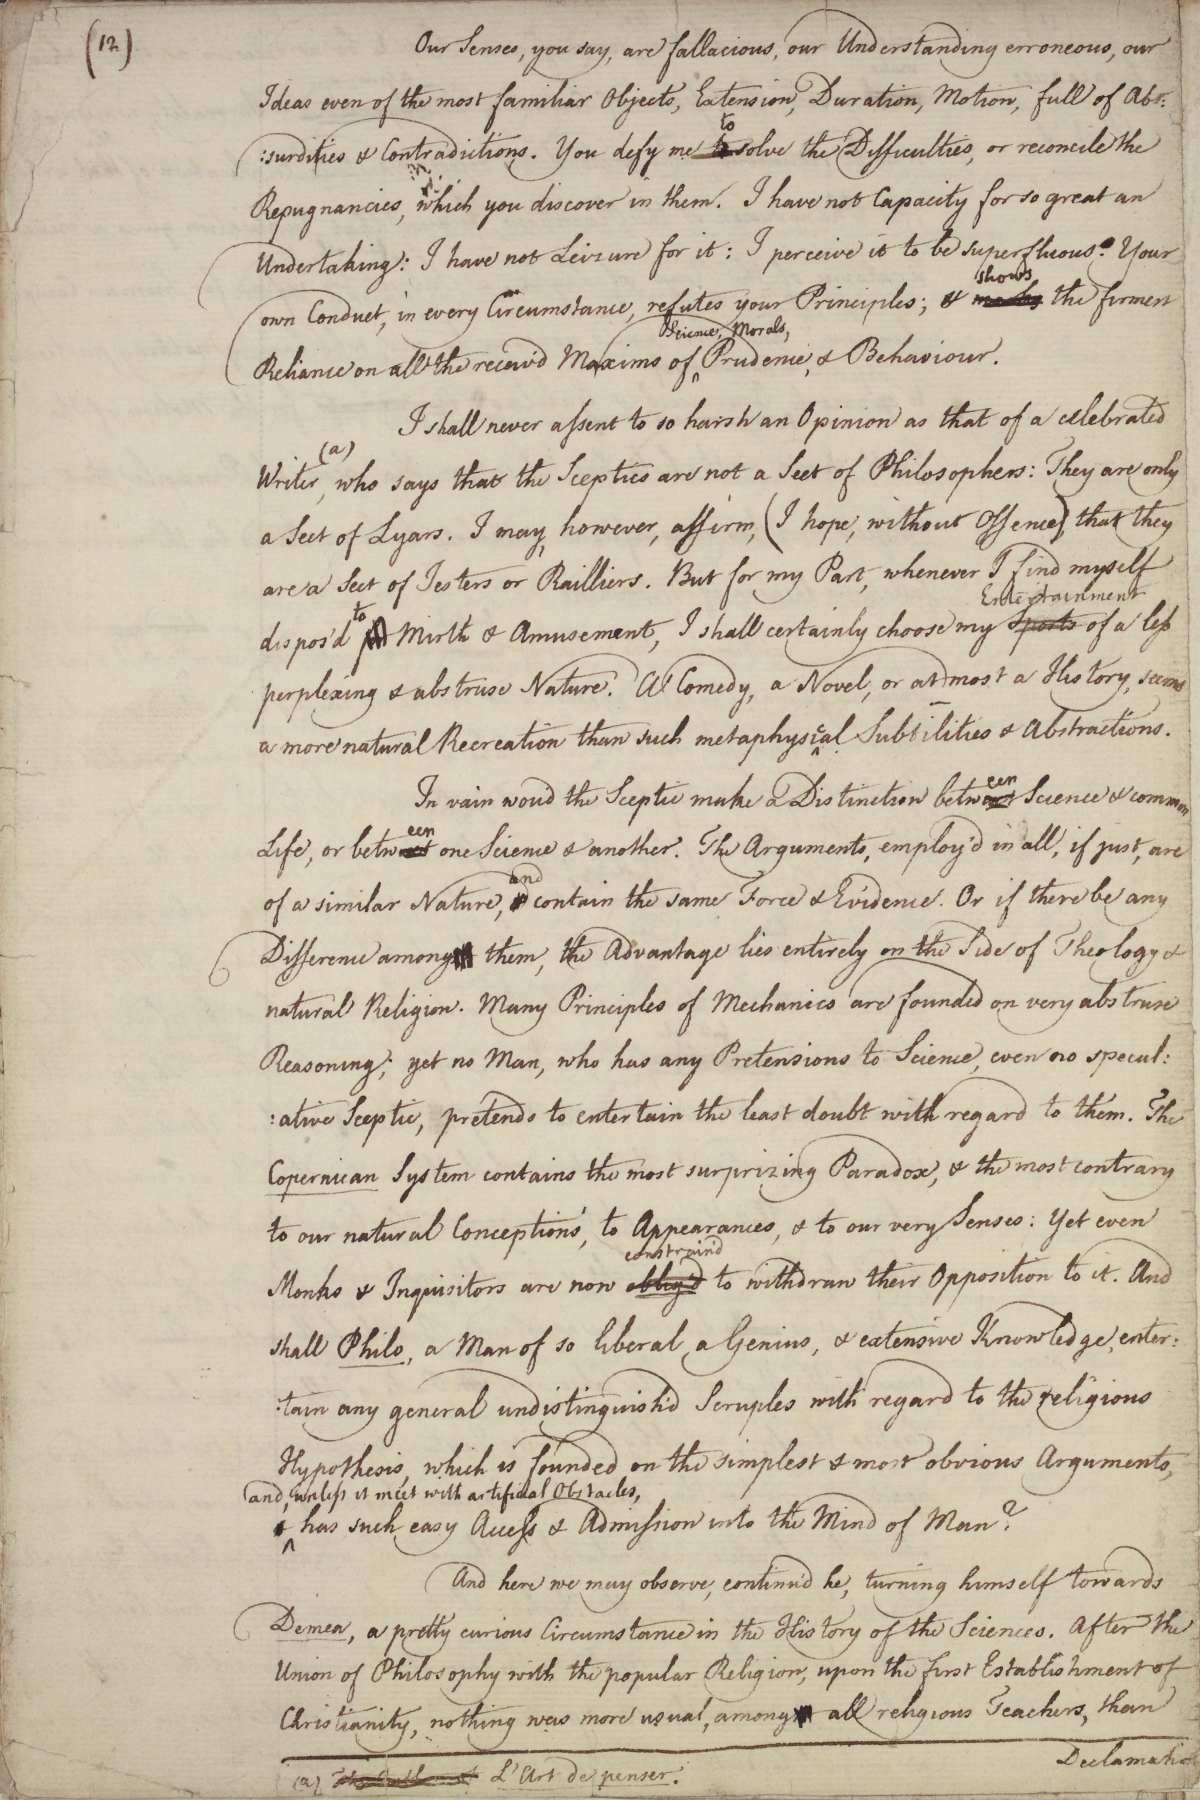 (12)
Our Senses, you say, are fallacious, our Understanding erroneous, our
Ideas even of the most familiar Objects, Extension, Duration, Motion, full of Abs:
:surdities & Contradictions. You defy me to solve the Difficulties, or reconcile the
Repugnancies, which you discover in them. I have not Capacity for so great an
Undertaking: I have not Leizure for it: I perceive it to be superfluous. Your
own Conduct, in every Circumstance, refutes your Principles; & shows the firmest
Reliance on all the receiv'd Maxims of Science, Morals, Prudence, & Behaviour.
I shall never assent to so harsh an Opinion as that of a celebrated
Writer (a), who says that the Sceptics are not a Sect of Philosophers: They are only
a Sect of Lyars. I may, however, affirm, (I hope, without Offence) that they
are a Sect of Jesters or Railliers. But for my Part, whenever I find myself
dispos'd to Mirth & Amusement, I shall certainly choose my Entertainment of a less
perplexing & abstruse Nature. A Comedy, a Novel, or at most a History, seems
a more natural Recreation than such metaphysical Subtilities & Abstractions.
In vain woud the Sceptic make a Distinction between Science & common
Life, or between one Science & another. The Arguments, employ'd in all, if just, are
of a similar Nature, and contain the same Force & Evidence. Or if there be any
Difference among them, the Advantage lies entirely on the Side of Theology &
natural Religion. Many Principles of Mechanics are founded on very abstruse
Reasoning; yet no Man, who has any Pretensions to Science, even no specul:
:ative Sceptic, pretends to entertain the least doubt with regard to them. The
Copernican System contains the most surprizing Paradox, & the most contrary
to our natural Conceptions, to Appearances, & to our very Senses: Yet even
Monks & Inquisitors are now constrain'd to withdraw their Opposition to it. And
shall Philo, a Man of so liberal a Genius, & extensive Knowledge, enter:
:tain any general undistinguish'd Scruples with regard to the religious
Hypothesis, which is founded on the simplest & most obvious Arguments,
and, unless it meet with artificial Obstacles,
has such easy Access & Admission into the Mind of Man?
And here we may observe, continu'd he, turning himself towards
Demea, a pretty curious Circumstance in the History of the Sciences. After the
Union of Philosophy with the popular Religion, upon the first Establishment of
Christianity, nothing was more usual, among all religious Teachers, than
Declamatio
(a) L'Art de penser.